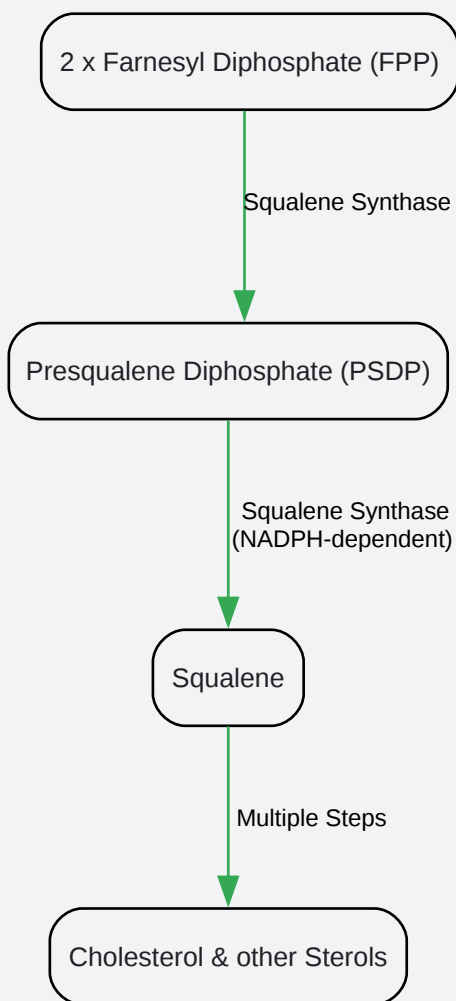 2 x Farnesyl Diphosphate (FPP)
Squalene Synthase
Presqualene Diphosphate (PSDP)
Squalene Synthase
(NADPH-dependent)
Squalene
Multiple Steps
Cholesterol & other Sterols